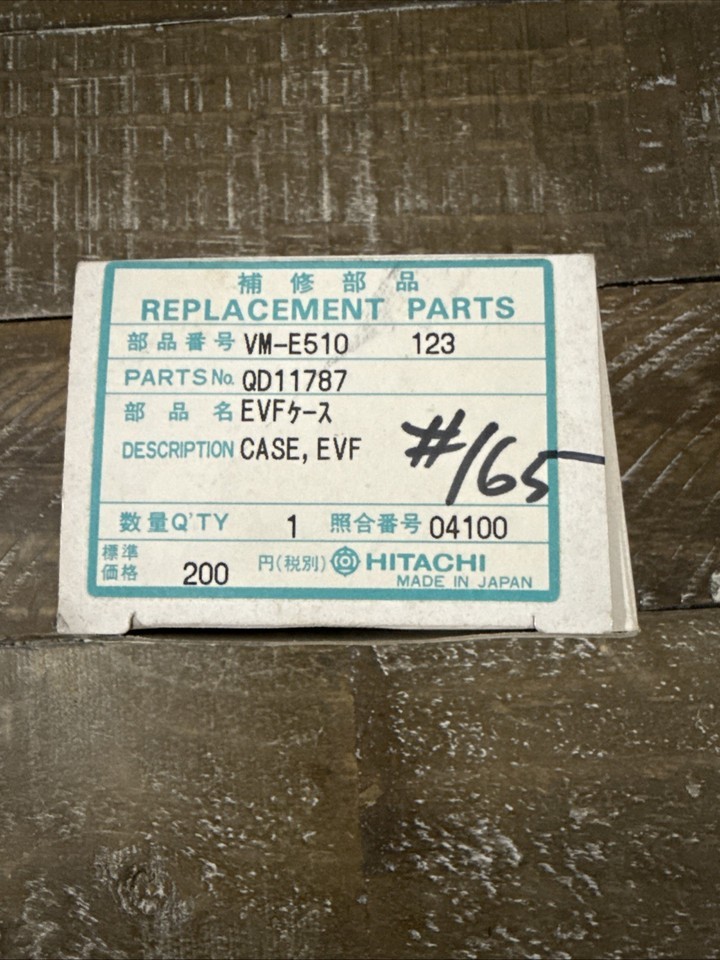 補修部品
REPLACEMENT PARTS
部品番号 VM-E510 123
PARTS No. QD11787
部品名 EVFケース
DESCRIPTION CASE, EVF
#165
数量 Q'TY 1 照合番号 04100
標準価格 200 円(税別) HITACHI
MADE IN JAPAN